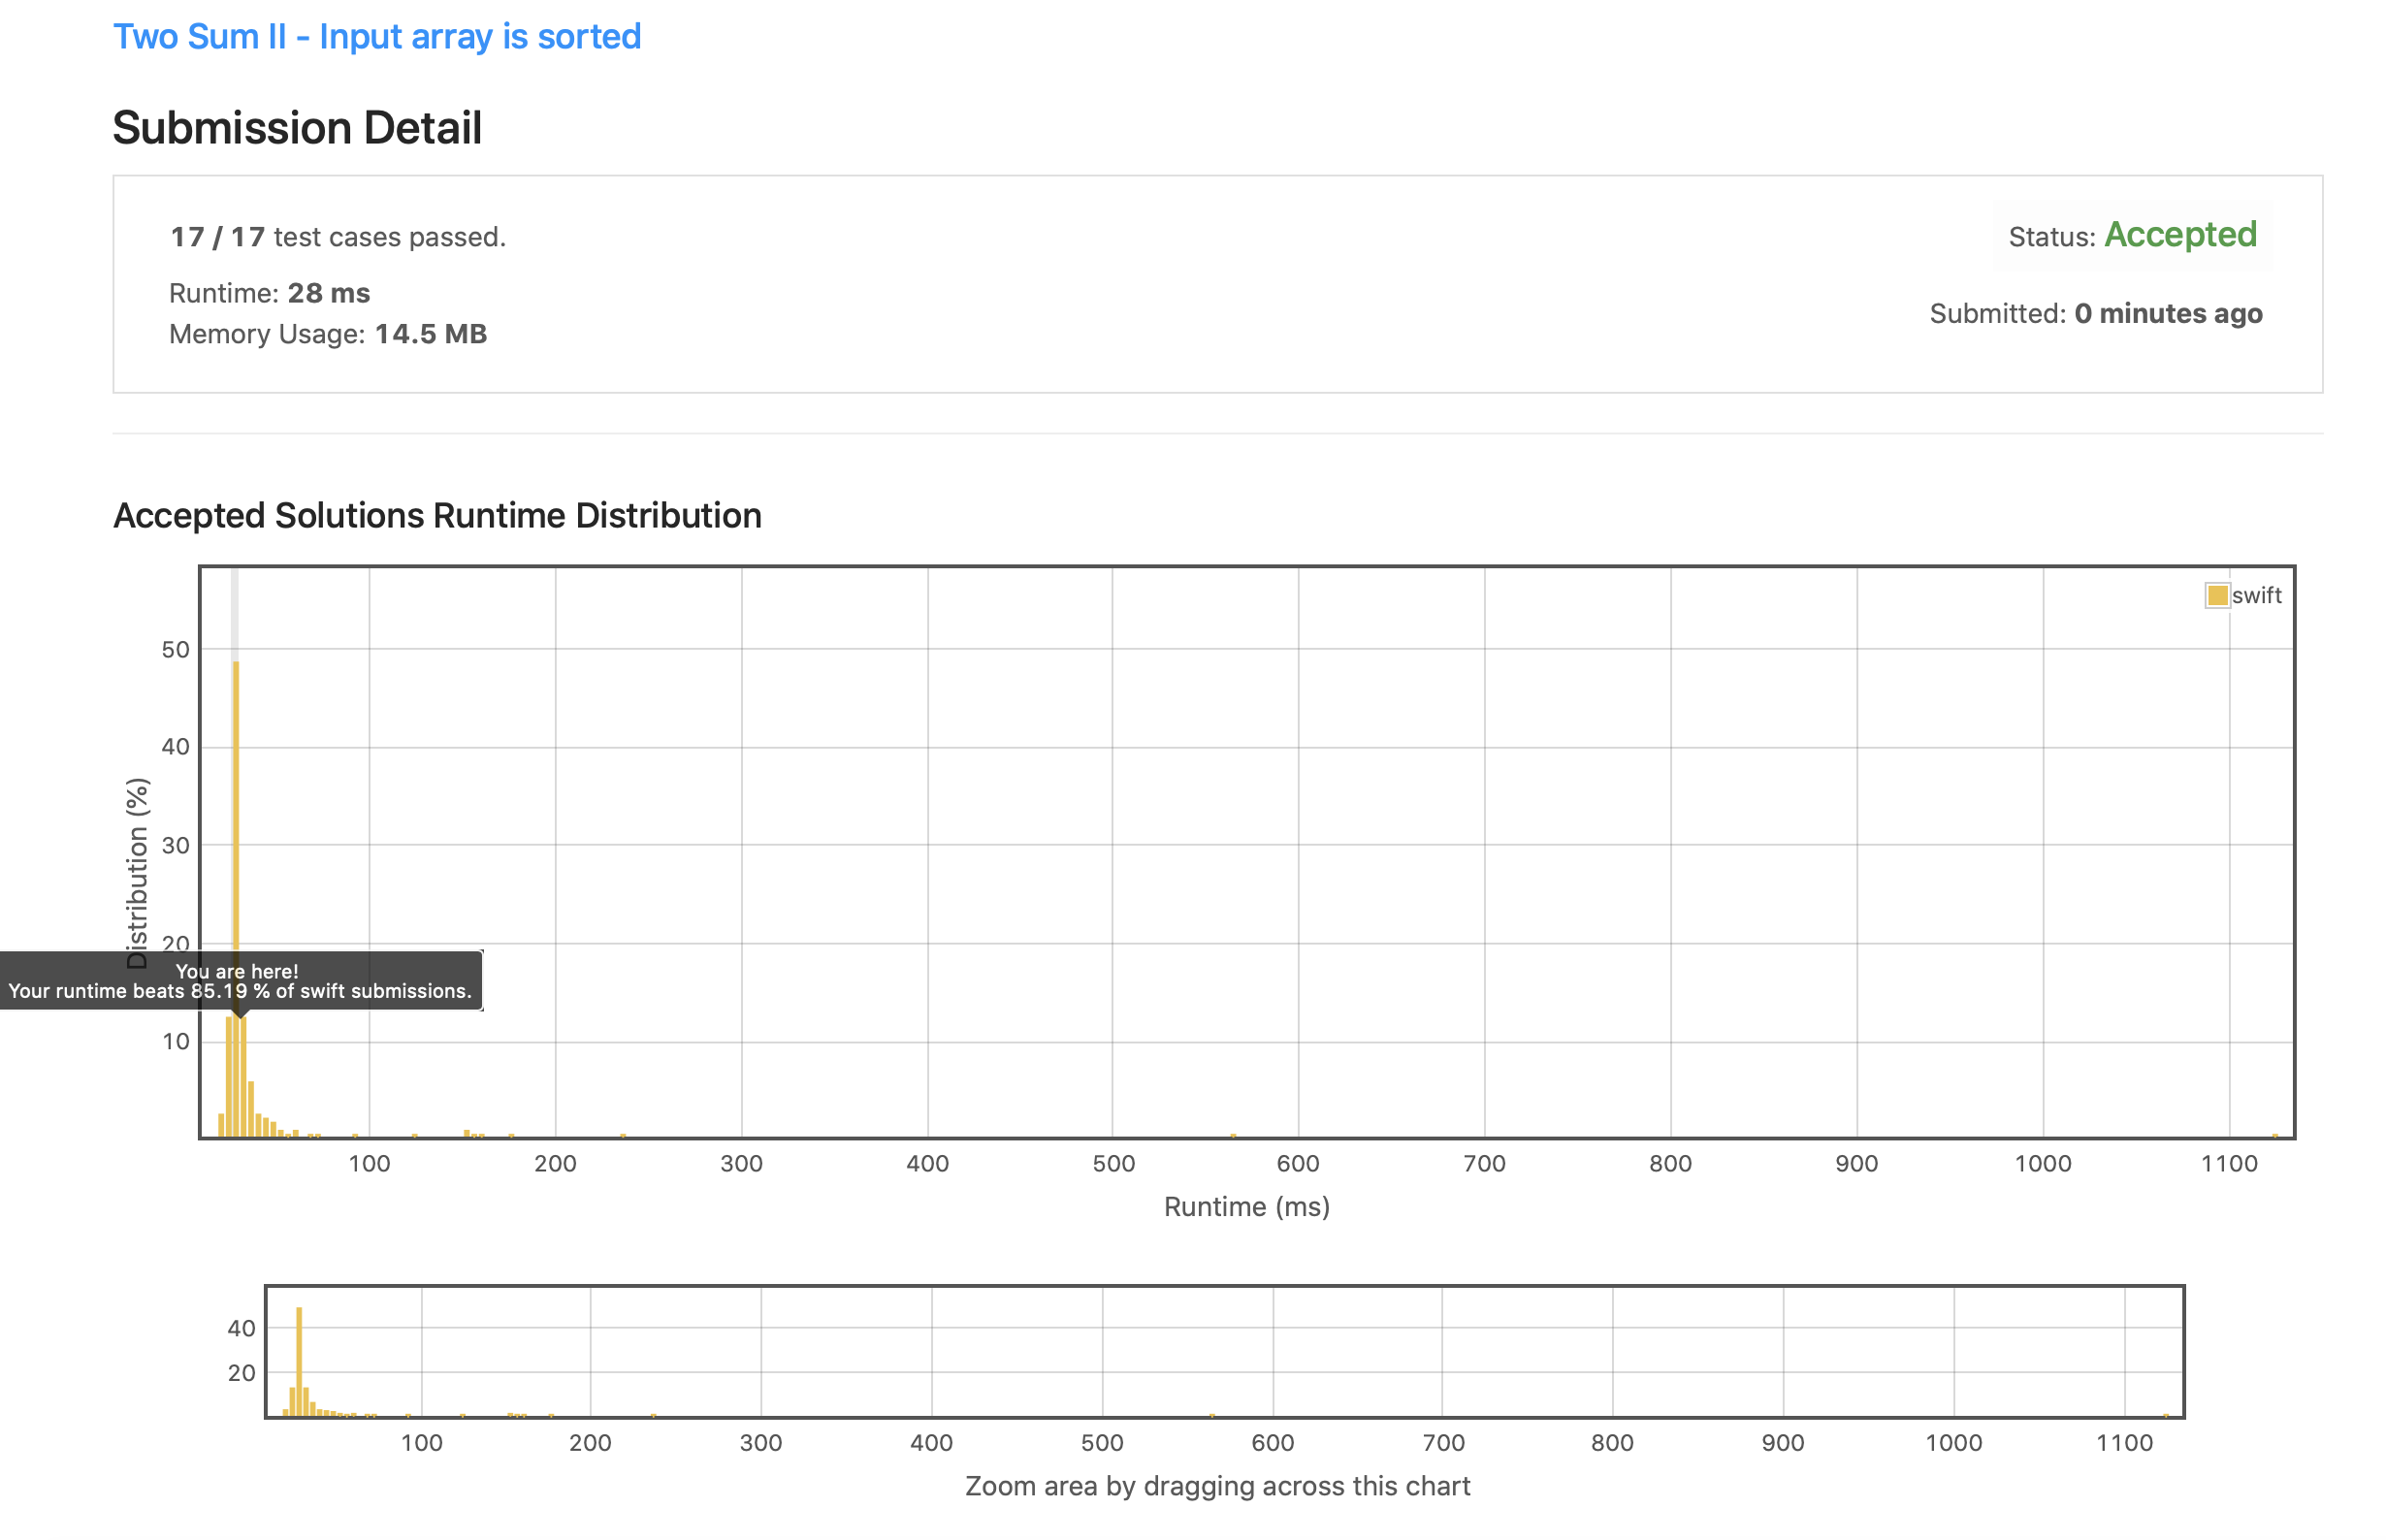 Two Sum II - Input array is sorted
Submission Detail
17 / 17 test cases passed.
Status: Accepted
Runtime: 28 ms
Memory Usage: 14.5 MB
Submitted: 0 minutes ago
Accepted Solutions Runtime Distribution
swift
50
40
30
20
10
Distribution (%)
You are here!
Your runtime beats 85.19 % of swift submissions.
100 200 300 400 500 600 700 800 900 1000 1100
Runtime (ms)
40
20
100 200 300 400 500 600 700 800 900 1000 1100
Zoom area by dragging across this chart